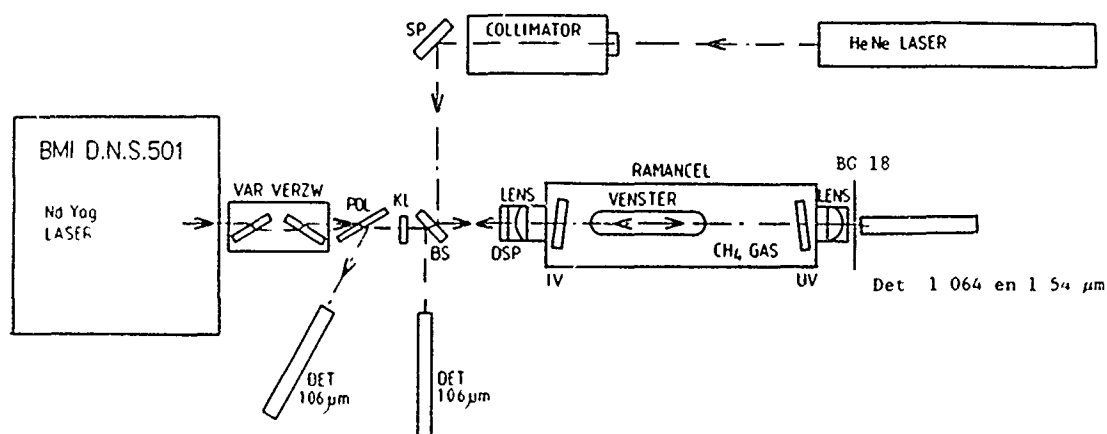 SP
COLLIMATOR
HeNe LASER
BMI D.N.S.501
Nd Yag
LASER
VAR VERZW
POL
KL
BS
LENS
DSP
IV
RAMANCEL
VENSTER
CH₄ GAS
UV
LENS
BG 18
Det 1 064 en 1 54 μm
DET
106μm
DET
106μm